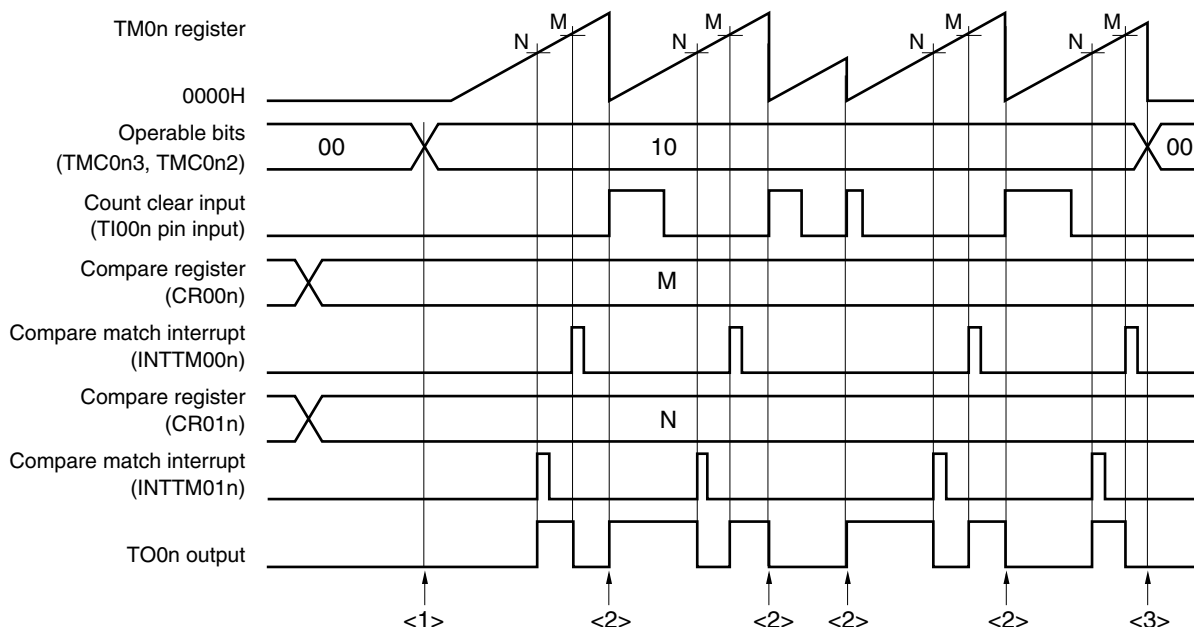 TM0n register
M
M
M
M
N
N
N
N
0000H
Operable bits
(TMC0n3, TMC0n2)
00
10
00
Count clear input
(TI00n pin input)
Compare register
(CR00n)
M
Compare match interrupt
(INTTM00n)
Compare register
(CR01n)
N
Compare match interrupt
(INTTM01n)
TO0n output
<1>
<2>
<2>
<2>
<2>
<3>